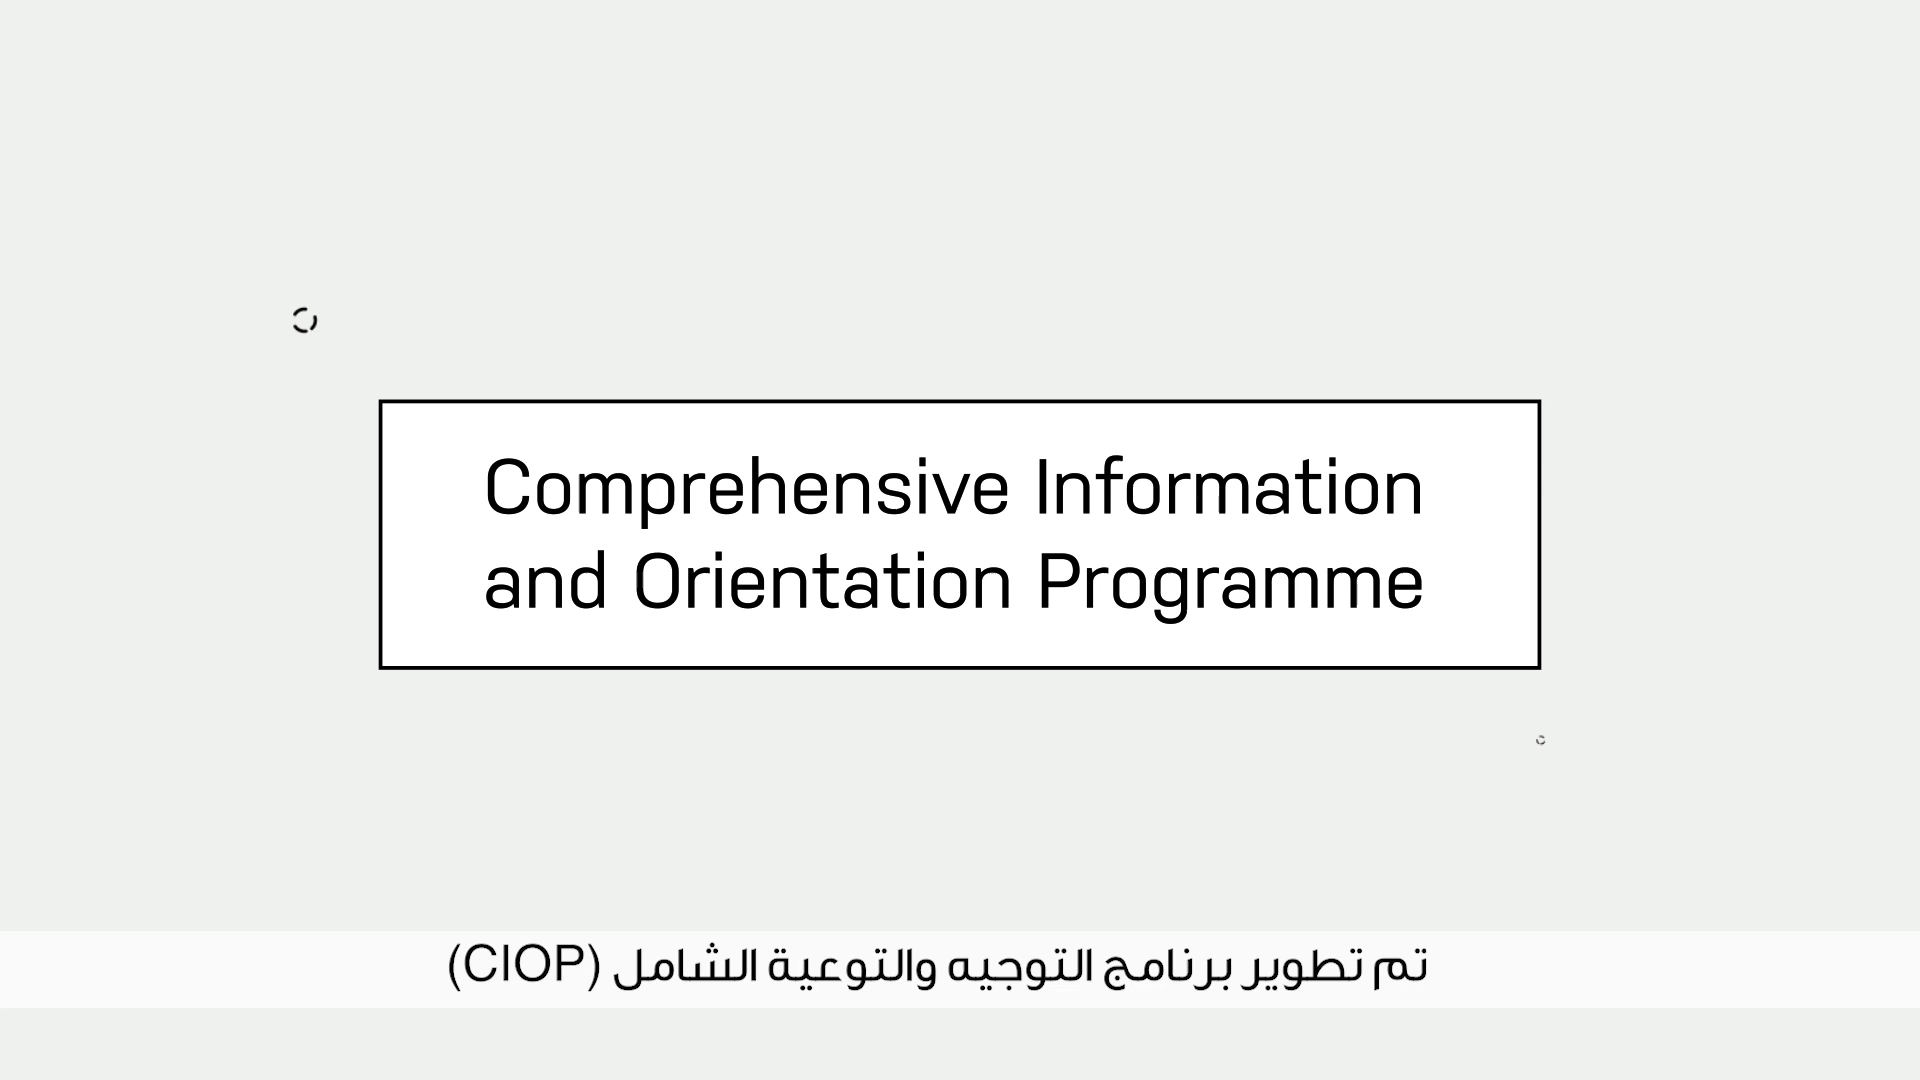 Comprehensive Information
and Orientation Programme
تم تطوير برنامج التوجيه والتوعية الشامل (CIOP)